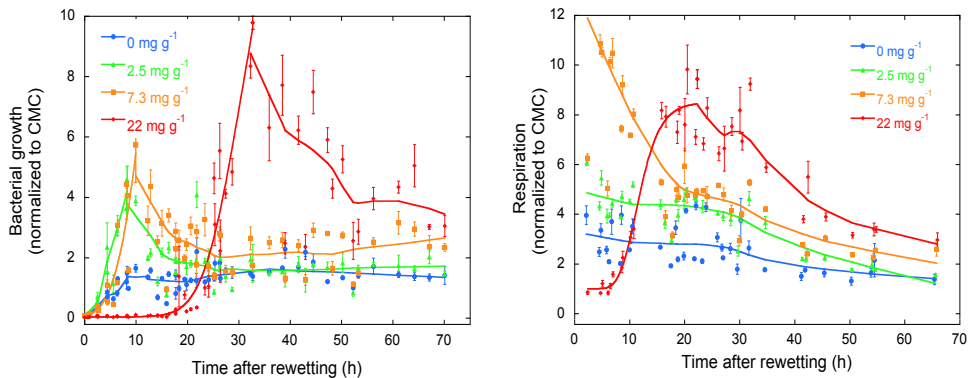 Bacterial growth
(normalized to CMC)
10
8
6
4
2
0
0 mg g⁻¹
2.5 mg g⁻¹
7.3 mg g⁻¹
22 mg g⁻¹
0 10 20 30 40 50 60 70
Time after rewetting (h)
Respiration
(normalized to CMC)
12
10
8
6
4
2
0
0 mg g⁻¹
2.5 mg g⁻¹
7.3 mg g⁻¹
22 mg g⁻¹
0 10 20 30 40 50 60 70
Time after rewetting (h)